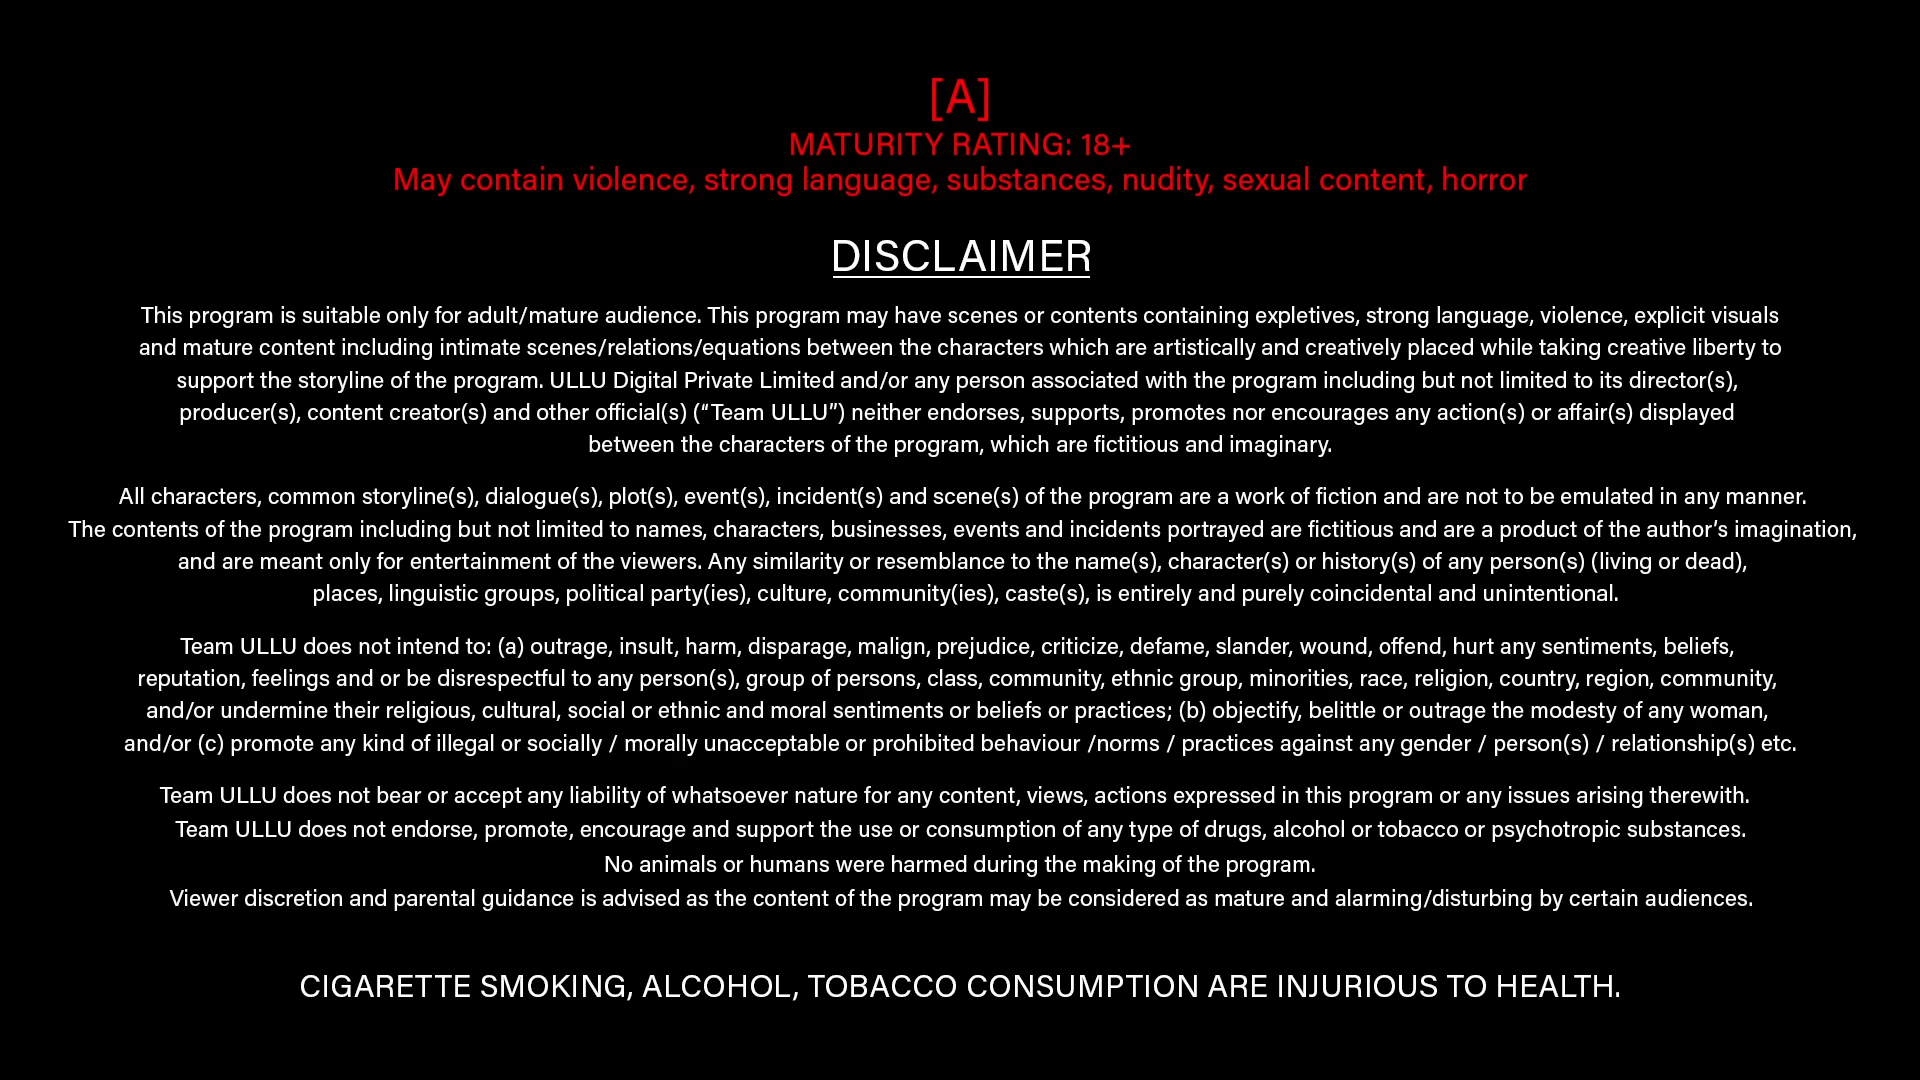 [A]
MATURITY RATING: 18+
May contain violence, strong language, substances, nudity, sexual content, horror
DISCLAIMER
This program is suitable only for adult/mature audience. This program may have scenes or contents containing expletives, strong language, violence, explicit visuals
and mature content including intimate scenes/relations/equations between the characters which are artistically and creatively placed while taking creative liberty to
support the storyline of the program. ULLU Digital Private Limited and/or any person associated with the program including but not limited to its director(s),
producer(s), content creator(s) and other official(s) (“Team ULLU”) neither endorses, supports, promotes nor encourages any action(s) or affair(s) displayed
between the characters of the program, which are fictitious and imaginary.
All characters, common storyline(s), dialogue(s), plot(s), event(s), incident(s) and scene(s) of the program are a work of fiction and are not to be emulated in any manner.
The contents of the program including but not limited to names, characters, businesses, events and incidents portrayed are fictitious and are a product of the author’s imagination,
and are meant only for entertainment of the viewers. Any similarity or resemblance to the name(s), character(s) or history(s) of any person(s) (living or dead),
places, linguistic groups, political party(ies), culture, community(ies), caste(s), is entirely and purely coincidental and unintentional.
Team ULLU does not intend to: (a) outrage, insult, harm, disparage, malign, prejudice, criticize, defame, slander, wound, offend, hurt any sentiments, beliefs,
reputation, feelings and or be disrespectful to any person(s), group of persons, class, community, ethnic group, minorities, race, religion, country, region, community,
and/or undermine their religious, cultural, social or ethnic and moral sentiments or beliefs or practices; (b) objectify, belittle or outrage the modesty of any woman,
and/or (c) promote any kind of illegal or socially / morally unacceptable or prohibited behaviour /norms / practices against any gender / person(s) / relationship(s) etc.
Team ULLU does not bear or accept any liability of whatsoever nature for any content, views, actions expressed in this program or any issues arising therewith.
Team ULLU does not endorse, promote, encourage and support the use or consumption of any type of drugs, alcohol or tobacco or psychotropic substances.
No animals or humans were harmed during the making of the program.
Viewer discretion and parental guidance is advised as the content of the program may be considered as mature and alarming/disturbing by certain audiences.
CIGARETTE SMOKING, ALCOHOL, TOBACCO CONSUMPTION ARE INJURIOUS TO HEALTH.